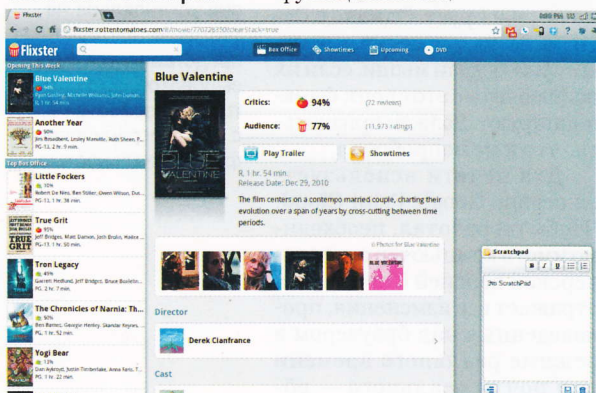 Flixster
flixster.rottentomatoes.com
Flixster
Box Office
Showtimes
Upcoming
DVD
Opening This Week
Blue Valentine
94%
Ryan Gosling, Michelle Williams, John Doman...
R, 1 hr. 54 min.
Another Year
90%
Jim Broadbent, Lesley Manville, Ruth Sheen, P...
PG-13, 2 hr. 9 min.
Top Box Office
Little Fockers
10%
Robert De Niro, Ben Stiller, Owen Wilson, Dus...
PG-13, 1 hr. 38 min.
True Grit
95%
Jeff Bridges, Matt Damon, Josh Brolin, Hailee ...
PG-13, 1 hr. 50 min.
Tron Legacy
49%
Garrett Hedlund, Jeff Bridges, Bruce Boxleitn...
PG, 2 hr. 7 min.
The Chronicles of Narnia: Th...
50%
Ben Barnes, Georgie Henley, Skandar Keynes, ...
PG, 1 hr. 52 min.
Yogi Bear
13%
Dan Aykroyd, Justin Timberlake, Anna Faris, T...
PG, 1 hr. 22 min.
Blue Valentine
BLUE
VALENTINE
Critics: 94% (72 reviews)
Audience: 77% (11,973 ratings)
Play Trailer
Showtimes
R, 1 hr. 54 min.
Release Date: Dec 29, 2010
The film centers on a contempo married couple, charting their
evolution over a span of years by cross-cutting between time
periods.
6 Photos for Blue Valentine
BLUE VALENTINE
Director
Derek Cianfrance
Cast
Scratchpad
B I U
Это ScratchPad